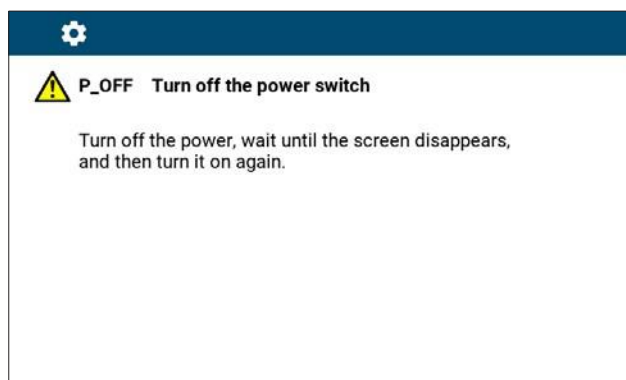 P_OFF Turn off the power switch
Turn off the power, wait until the screen disappears,
and then turn it on again.